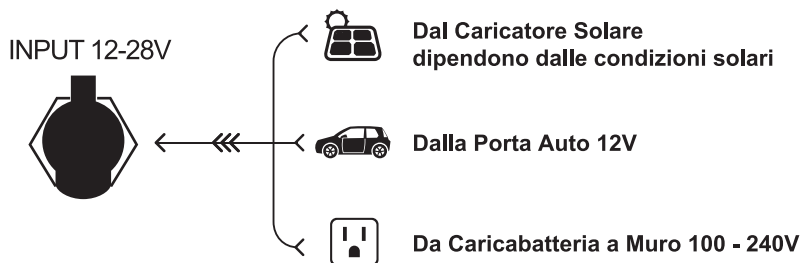 INPUT 12-28V
Dal Caricatore Solare
dipendono dalle condizioni solari
Dalla Porta Auto 12V
Da Caricabatteria a Muro 100 - 240V